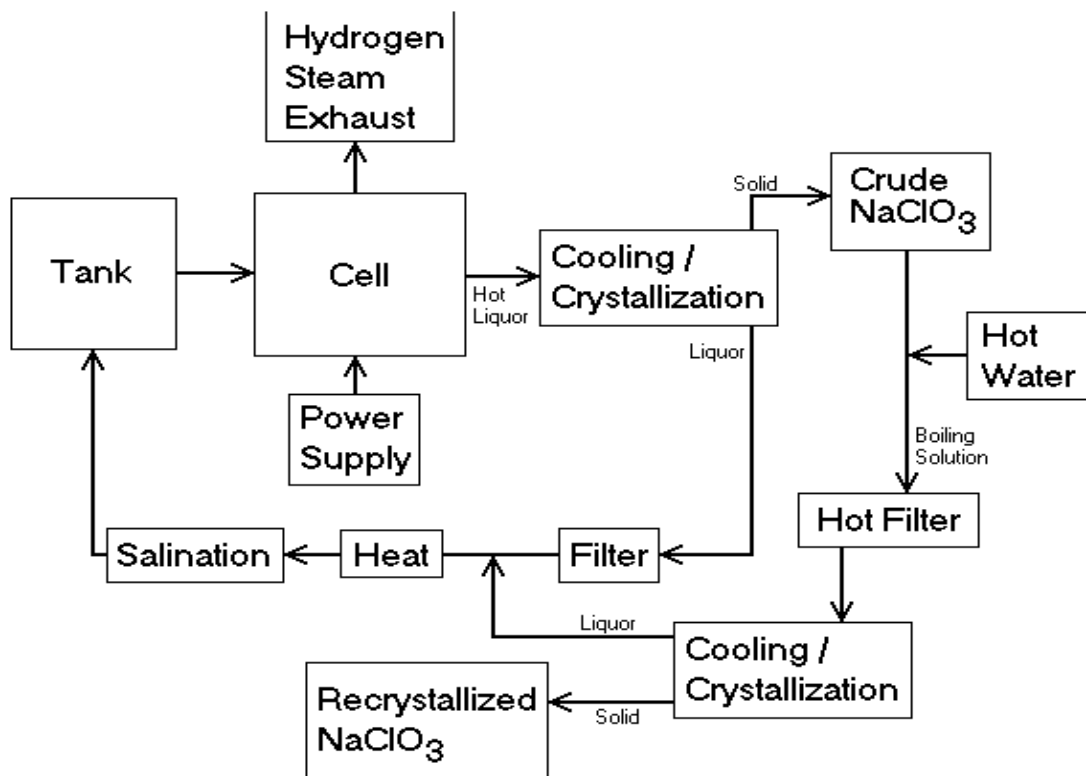 Hydrogen
Steam
Exhaust
Tank
Cell
Hot
Liquor
Cooling /
Crystallization
Solid
Crude
NaClO3
Liquor
Hot
Water
Power
Supply
Boiling
Solution
Hot Filter
Salination
Heat
Filter
Liquor
Cooling /
Crystallization
Solid
Recrystallized
NaClO3